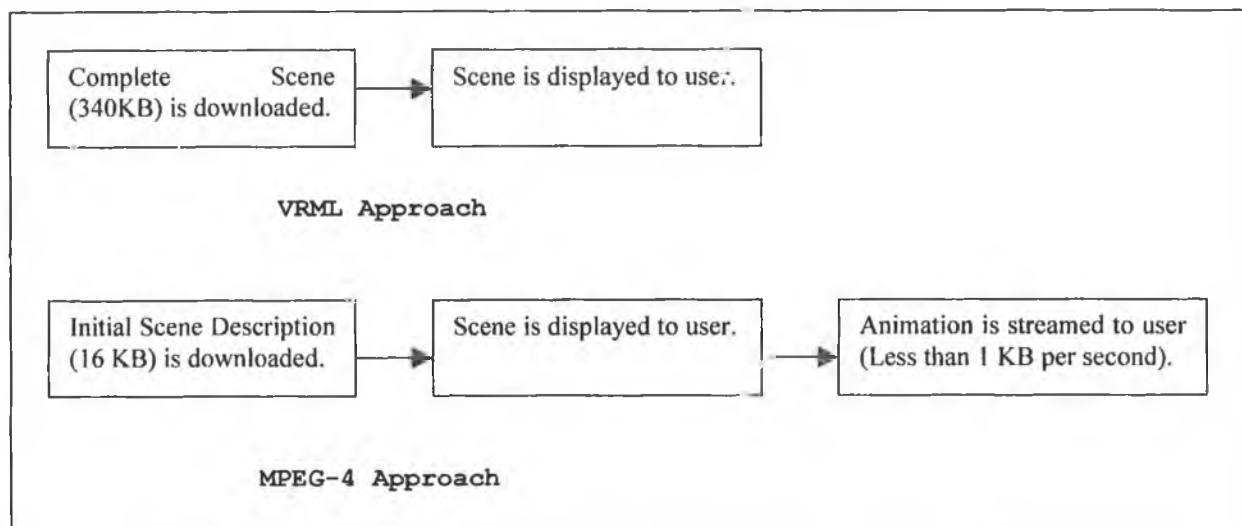 Complete Scene
(340KB) is downloaded.
Scene is displayed to user.
VRML Approach
Initial Scene Description
(16 KB) is downloaded.
Scene is displayed to user.
Animation is streamed to user
(Less than 1 KB per second).
MPEG-4 Approach